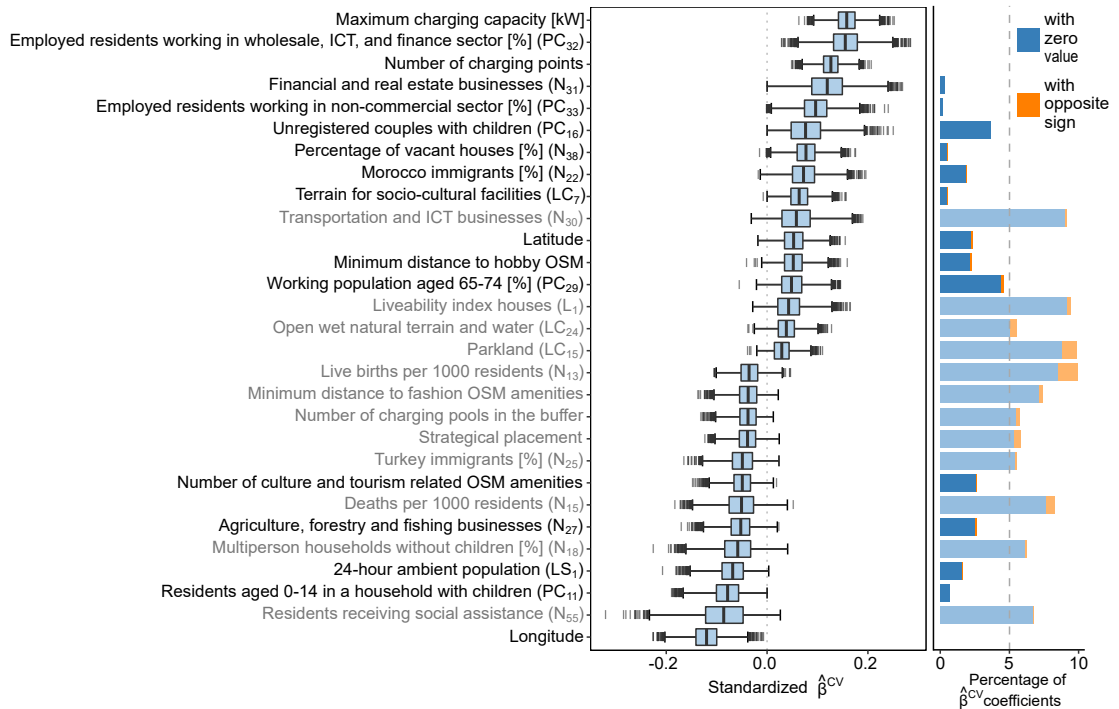 Maximum charging capacity [kW]
Employed residents working in wholesale, ICT, and finance sector [%] (PC₃₂)
Number of charging points
Financial and real estate businesses (N₃₁)
Employed residents working in non-commercial sector [%] (PC₃₃)
Unregistered couples with children (PC₁₆)
Percentage of vacant houses [%] (N₃₈)
Morocco immigrants [%] (N₂₂)
Terrain for socio-cultural facilities (LC₇)
Transportation and ICT businesses (N₃₀)
Latitude
Minimum distance to hobby OSM
Working population aged 65-74 [%] (PC₂₉)
Liveability index houses (L₁)
Open wet natural terrain and water (LC₂₄)
Parkland (LC₁₅)
Live births per 1000 residents (N₁₃)
Minimum distance to fashion OSM amenities
Number of charging pools in the buffer
Strategical placement
Turkey immigrants [%] (N₂₅)
Number of culture and tourism related OSM amenities
Deaths per 1000 residents (N₁₅)
Agriculture, forestry and fishing businesses (N₂₇)
Multiperson households without children [%] (N₁₈)
24-hour ambient population (LS₁)
Residents aged 0-14 in a household with children (PC₁₁)
Residents receiving social assistance (N₅₅)
Longitude
-0.2 0.0 0.2
Standardized β̂ᶜⱽ
with
zero
value
with
opposite
sign
0 5 10
Percentage of
β̂ᶜⱽ coefficients